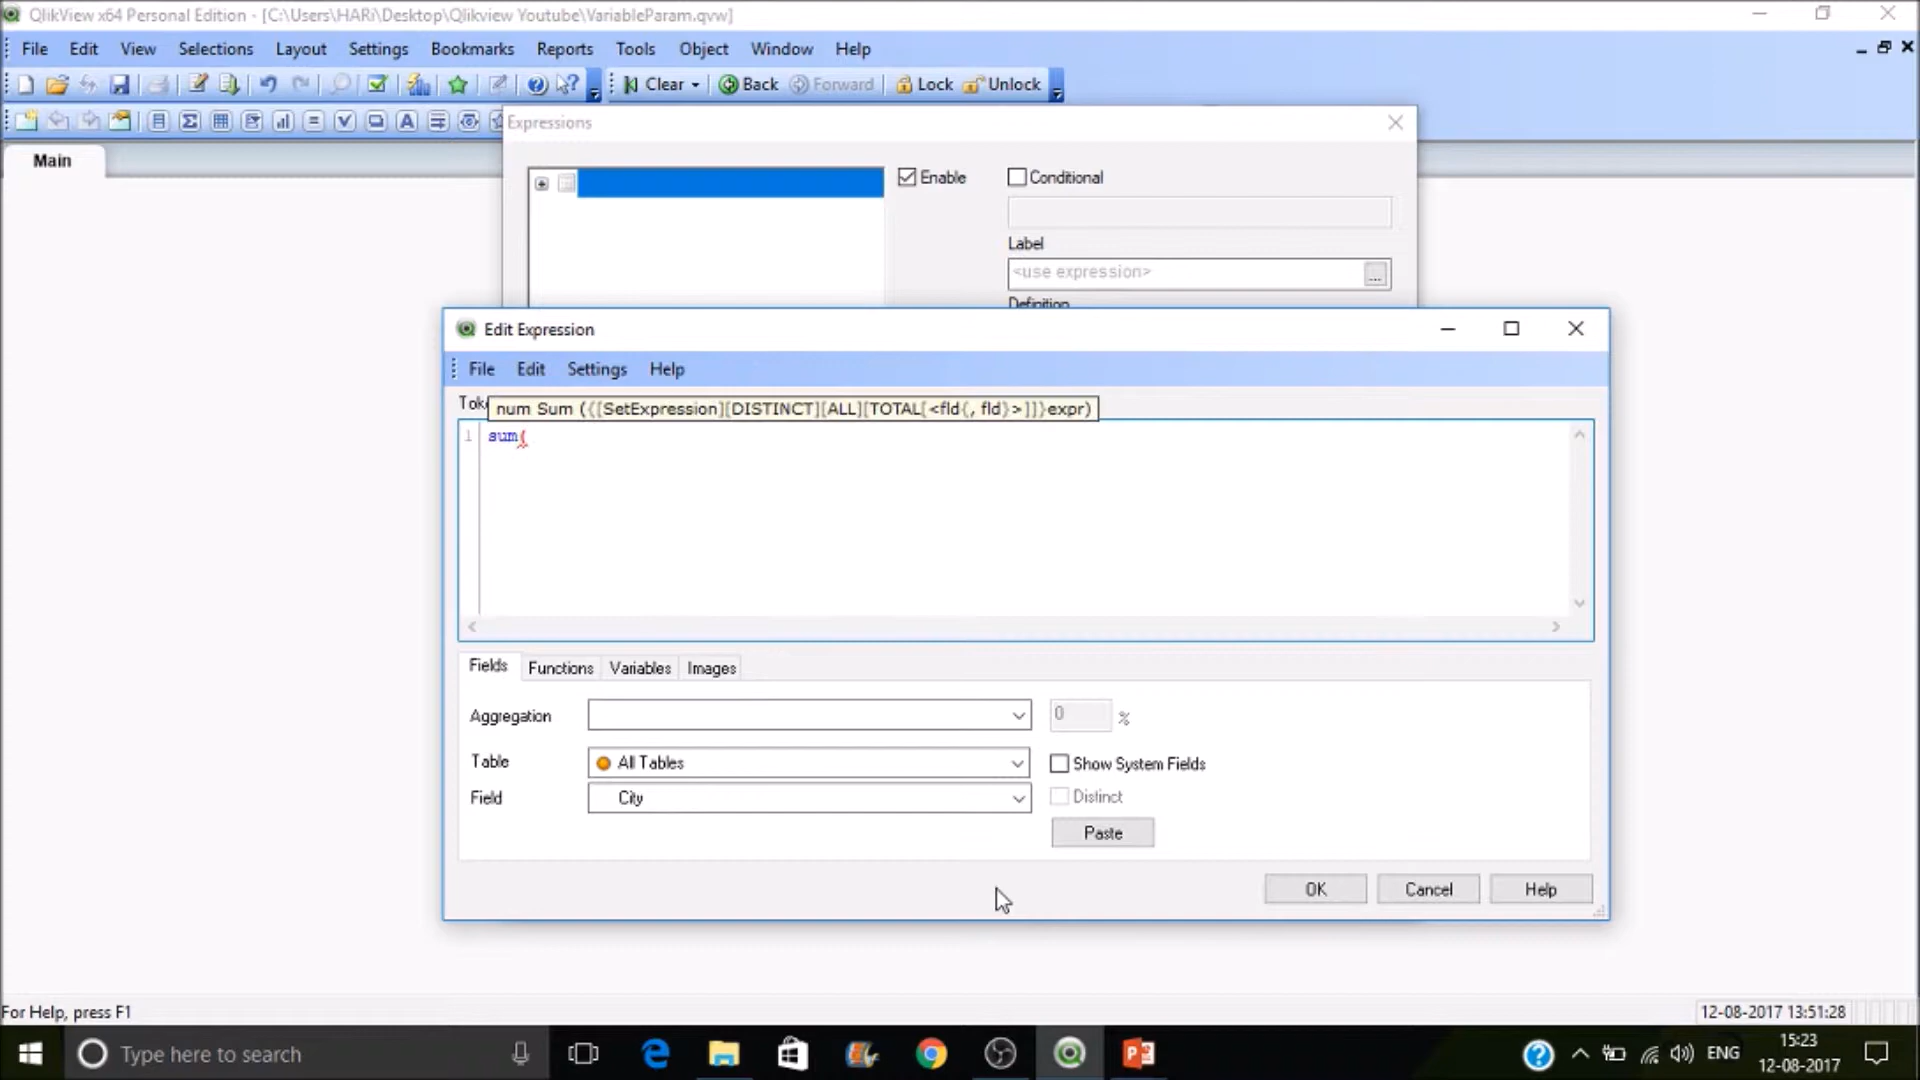 QlikView x64 Personal Edition - [C:\Users\HARi\Desktop\Qlikview Youtube\VariableParam.qvw]
File Edit View Selections Layout Settings Bookmarks Reports Tools Object Window Help
Clear Back Forward Lock Unlock
Expressions
Main
Enable
Conditional
Label
<use expression>
...
Definition
Edit Expression
File Edit Settings Help
num Sum ({[SetExpression][DISTINCT][ALL][TOTAL[<fld{, fld}>]]}expr)
1 sum(
Fields Functions Variables Images
Aggregation
0 %
Table All Tables Show System Fields
Field City Distinct
Paste
OK Cancel Help
For Help, press F1
12-08-2017 13:51:28
Type here to search
ENG
15:23
12-08-2017